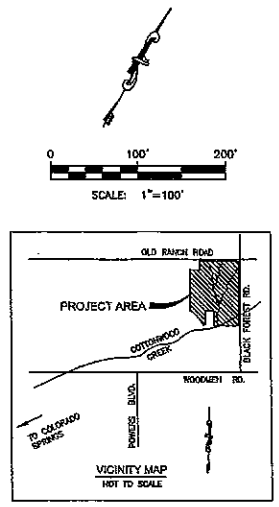 0 100' 200'
SCALE: 1"=100'
OLD RANCH ROAD
PROJECT AREA
BLACK FOREST RD.
COTTONWOOD
CREEK
WOODMEN RD.
TO COLORADO
SPRINGS
POWERS BLVD.
VICINITY MAP
NOT TO SCALE